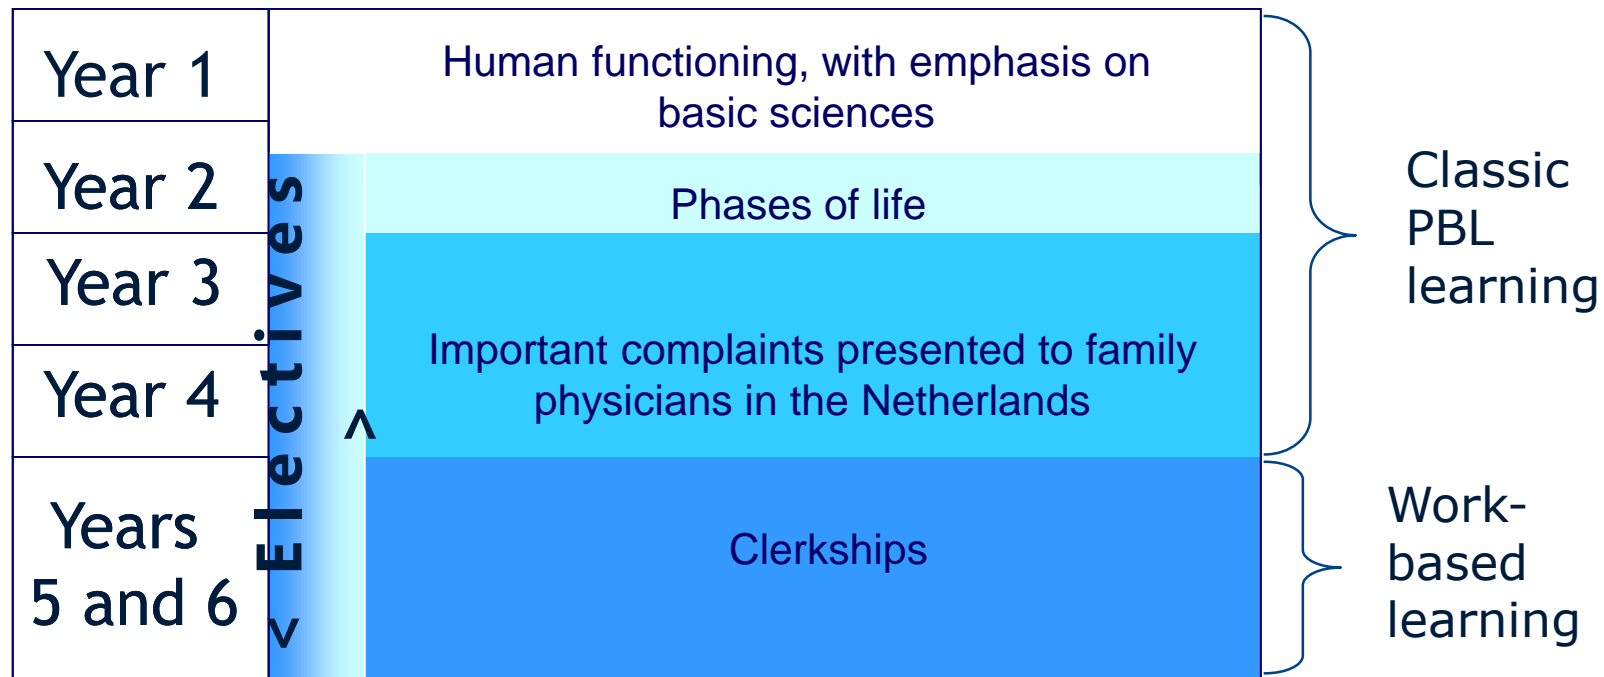 Year 1
Human functioning, with emphasis on
basic sciences
Year 2
Phases of life
Year 3
Year 4
Important complaints presented to family
physicians in the Netherlands
Years
5 and 6
Clerkships
< Electives
>
Classic
PBL
learning
Work-
based
learning